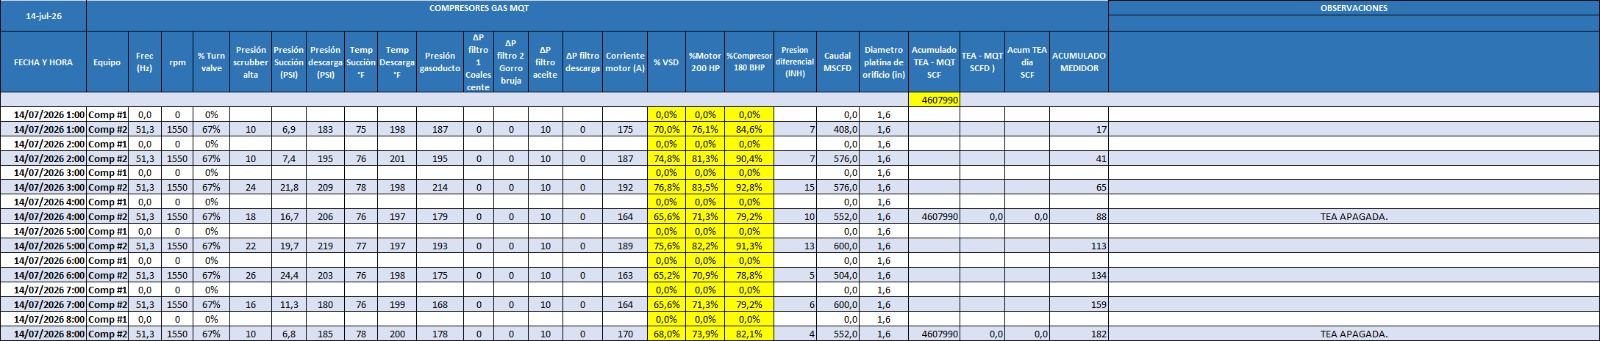 14-jul-26 COMPRESORES GAS MQT OBSERVACIONES
FECHA Y HORA Equipo Frec (Hz) rpm % Turn valve Presión scrubber alta Presión Succión (PSI) Presión descarga (PSI) Temp Succiòn °F Temp Descarga °F Presión gasoducto ΔP filtro 1 Coales cente ΔP filtro 2 Gorro bruja ΔP filtro aceite ΔP filtro descarga Corriente motor (A) % VSD %Motor 200 HP %Compresor 180 BHP Presion diferencial (INH) Caudal MSCFD Diametro platina de orificio (in) Acumulado TEA - MQT SCF TEA - MQT SCFD ) Acum TEA dia SCF ACUMULADO MEDIDOR
4607990
14/07/2026 1:00 Comp #1 0,0 0 0% 0,0% 0,0% 0,0% 0,0 1,6
14/07/2026 1:00 Comp #2 51,3 1550 67% 10 6,9 183 75 198 187 0 0 10 0 175 70,0% 76,1% 84,6% 7 408,0 1,6 17
14/07/2026 2:00 Comp #1 0,0 0 0% 0,0% 0,0% 0,0% 0,0 1,6
14/07/2026 2:00 Comp #2 51,3 1550 67% 10 7,4 195 76 201 195 0 0 10 0 187 74,8% 81,3% 90,4% 7 576,0 1,6 41
14/07/2026 3:00 Comp #1 0,0 0 0% 0,0% 0,0% 0,0% 0,0 1,6
14/07/2026 3:00 Comp #2 51,3 1550 67% 24 21,8 209 78 198 214 0 0 10 0 192 76,8% 83,5% 92,8% 15 576,0 1,6 65
14/07/2026 4:00 Comp #1 0,0 0 0% 0,0% 0,0% 0,0% 0,0 1,6
14/07/2026 4:00 Comp #2 51,3 1550 67% 18 16,7 206 76 197 179 0 0 10 0 164 65,6% 71,3% 79,2% 10 552,0 1,6 4607990 0,0 0,0 88 TEA APAGADA.
14/07/2026 5:00 Comp #1 0,0 0 0% 0,0% 0,0% 0,0% 0,0 1,6
14/07/2026 5:00 Comp #2 51,3 1550 67% 22 19,7 219 77 197 193 0 0 10 0 189 75,6% 82,2% 91,3% 13 600,0 1,6 113
14/07/2026 6:00 Comp #1 0,0 0 0% 0,0% 0,0% 0,0% 0,0 1,6
14/07/2026 6:00 Comp #2 51,3 1550 67% 26 24,4 203 76 198 175 0 0 10 0 163 65,2% 70,9% 78,8% 5 504,0 1,6 134
14/07/2026 7:00 Comp #1 0,0 0 0% 0,0% 0,0% 0,0% 0,0 1,6
14/07/2026 7:00 Comp #2 51,3 1550 67% 16 11,3 180 76 199 168 0 0 10 0 164 65,6% 71,3% 79,2% 6 600,0 1,6 159
14/07/2026 8:00 Comp #1 0,0 0 0% 0,0% 0,0% 0,0% 0,0 1,6
14/07/2026 8:00 Comp #2 51,3 1550 67% 10 6,8 185 78 200 178 0 0 10 0 170 68,0% 73,9% 82,1% 4 552,0 1,6 4607990 0,0 0,0 182 TEA APAGADA.